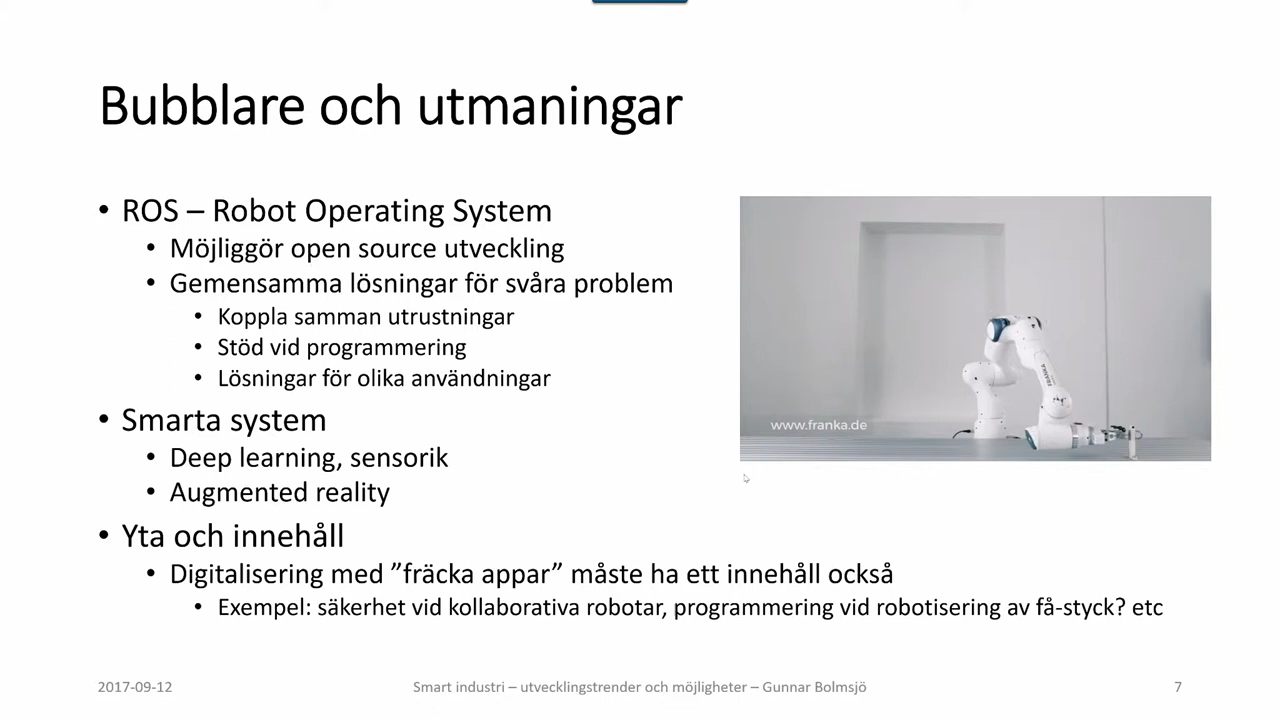 Bubblare och utmaningar
• ROS – Robot Operating System
• Möjliggör open source utveckling
• Gemensamma lösningar för svåra problem
• Koppla samman utrustningar
• Stöd vid programmering
• Lösningar för olika användningar
• Smarta system
• Deep learning, sensorik
• Augmented reality
• Yta och innehåll
• Digitalisering med ”fräcka appar” måste ha ett innehåll också
• Exempel: säkerhet vid kollaborativa robotar, programmering vid robotisering av få-styck? etc
FRANKA
www.franka.de
2017-09-12
Smart industri – utvecklingstrender och möjligheter – Gunnar Bolmsjö
7